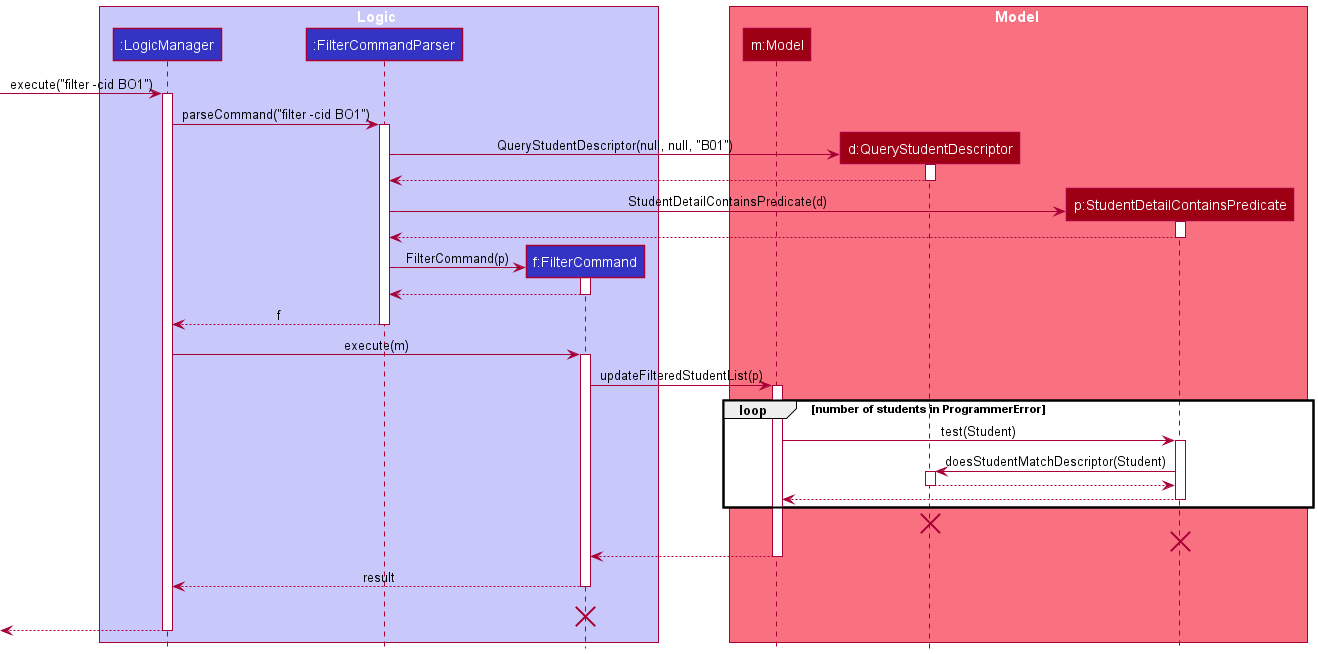 Logic
Model
:LogicManager
:FilterCommandParser
m:Model
execute("filter -cid BO1")
parseCommand("filter -cid BO1")
QueryStudentDescriptor(null, null, "B01")
d:QueryStudentDescriptor
StudentDetailContainsPredicate(d)
p:StudentDetailContainsPredicate
FilterCommand(p)
f:FilterCommand
f
execute(m)
updateFilteredStudentList(p)
loop
[number of students in ProgrammerError]
test(Student)
doesStudentMatchDescriptor(Student)
result